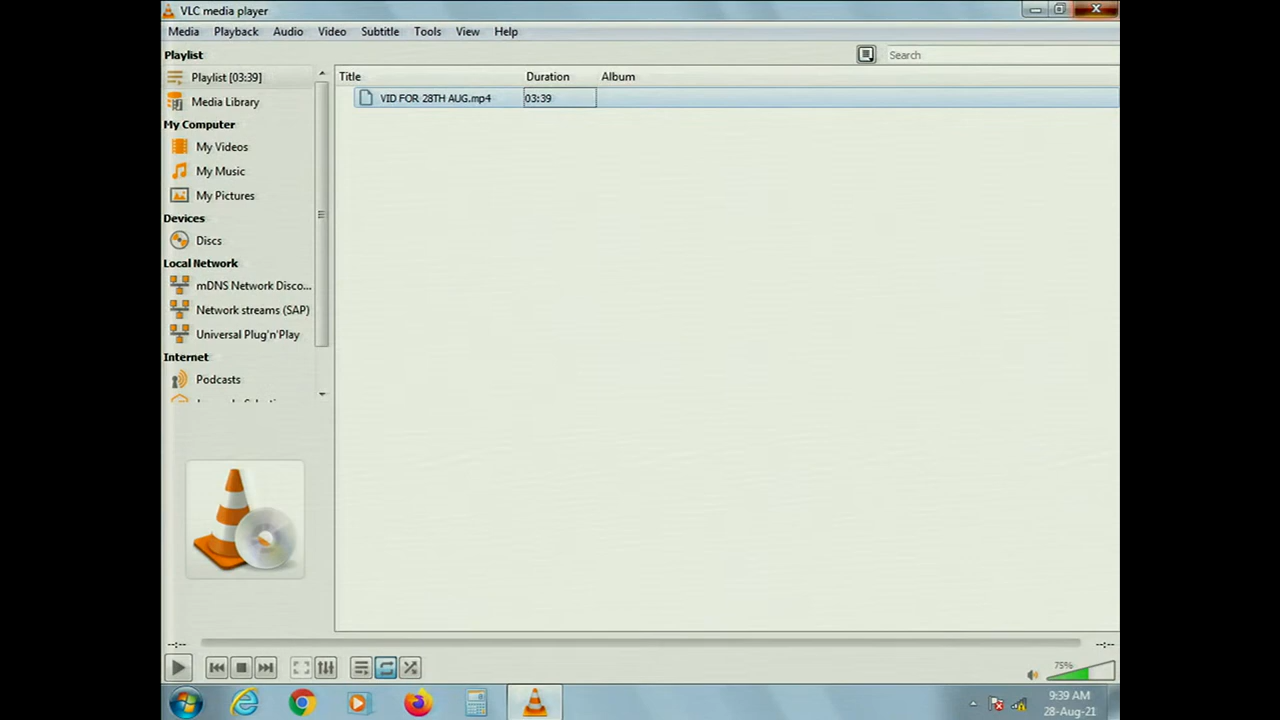 VLC media player
Media Playback Audio Video Subtitle Tools View Help
Playlist
Search
Playlist [03:39]
Media Library
My Computer
My Videos
My Music
My Pictures
Devices
Discs
Local Network
mDNS Network Disco...
Network streams (SAP)
Universal Plug'n'Play
Internet
Podcasts
Title Duration Album
VID FOR 28TH AUG.mp4 03:39
--:-- --:--
75%
9:39 AM
28-Aug-21